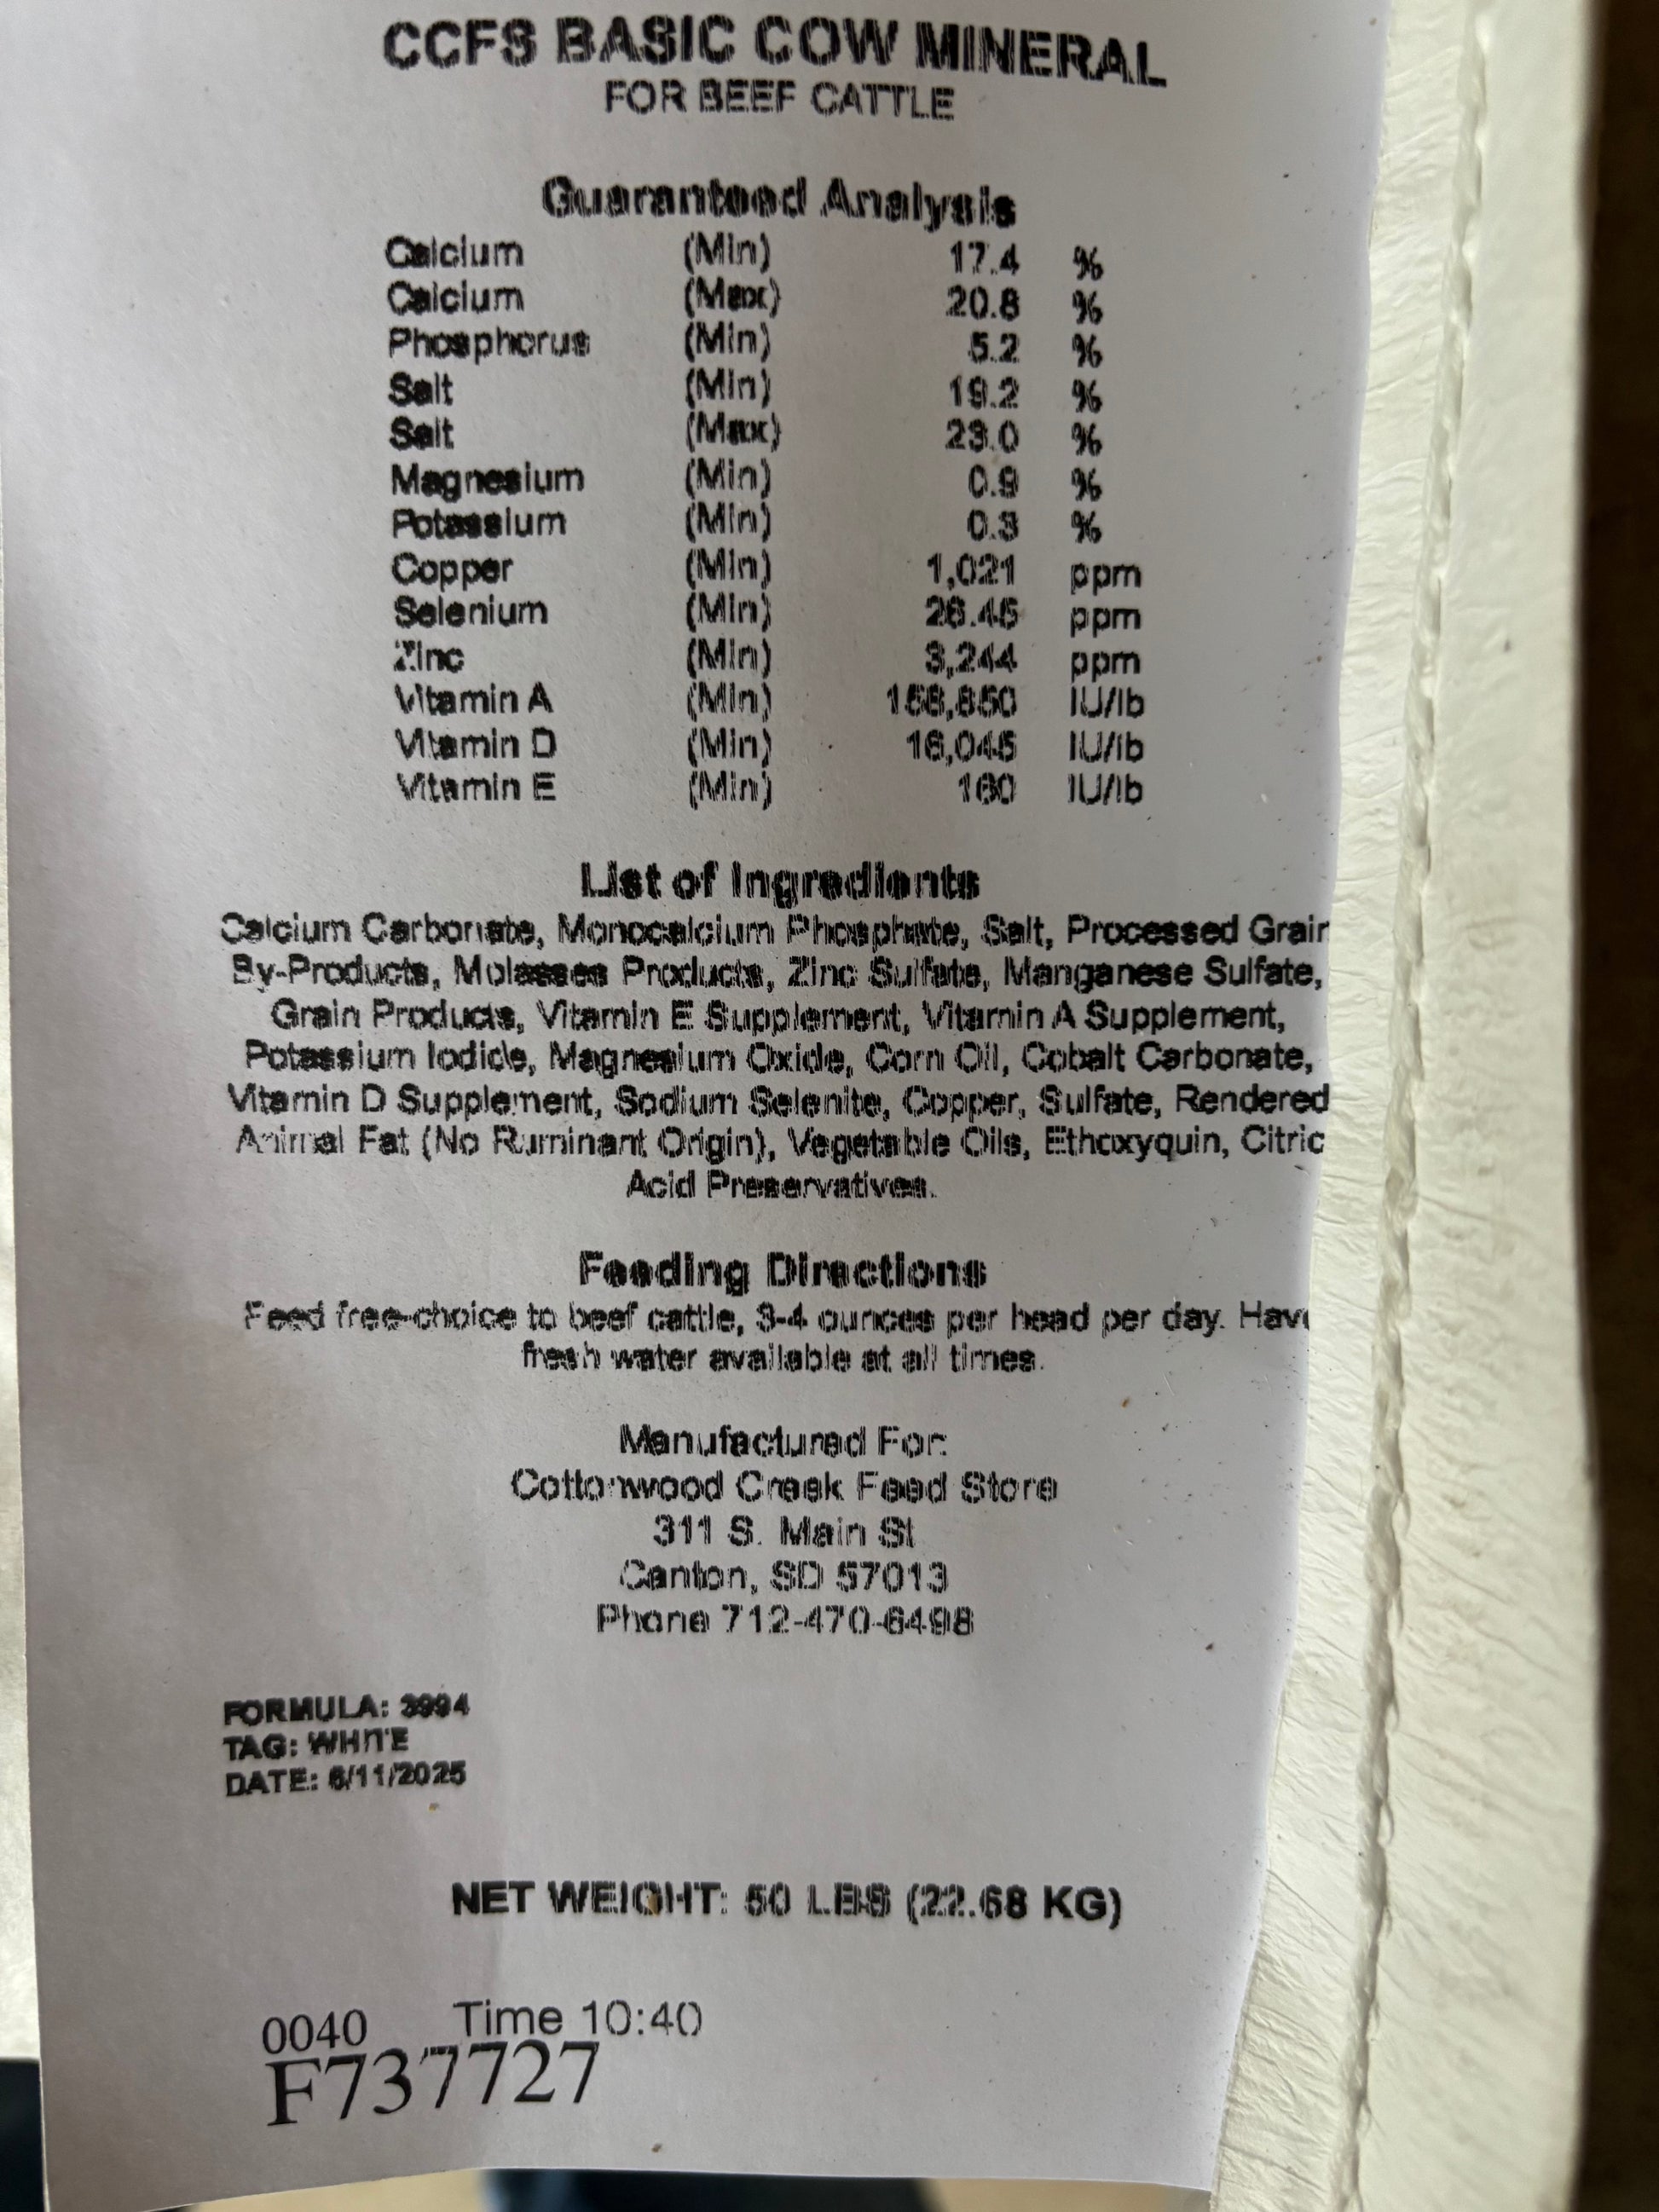 CCFS BASIC COW MINERAL
FOR BEEF CATTLE
Guaranteed Analysis
Calcium (Min) 17.4 %
Calcium (Max) 20.8 %
Phosphorus (Min) 5.2 %
Salt (Min) 19.2 %
Salt (Max) 23.0 %
Magnesium (Min) 0.9 %
Potassium (Min) 0.3 %
Copper (Min) 1,021 ppm
Selenium (Min) 26.45 ppm
Zinc (Min) 3,244 ppm
Vitamin A (Min) IU/lb
Vitamin D (Min) 16,045 IU/lb
Vitamin E (Min) 160 IU/lb
List of Ingredients
Calcium Carbonate, Monocalcium Phosphate, Salt, Processed Grain
By-Products, Molasses Products, Zinc Sulfate, Manganese Sulfate,
Grain Products, Vitamin E Supplement, Vitamin A Supplement,
Potassium Iodide, Magnesium Oxide, Corn Oil, Cobalt Carbonate,
Vitamin D Supplement, Sodium Selenite, Copper, Sulfate, Rendered
Animal Fat (No Ruminant Origin), Vegetable Oils, Ethoxyquin, Citric
Acid Preservatives.
Feeding Directions
Feed free-choice to beef cattle, 3-4 ounces per head per day. Have
fresh water available at all times.
Manufactured For:
Cottonwood Creek Feed Store
311 S. Main St
Canton, SD 57013
Phone 712-470-6498
FORMULA: 3994
TAG: WHITE
DATE: 6/11/2025
NET WEIGHT: 50 LBS (22.68 KG)
0040 Time 10:40
F737727